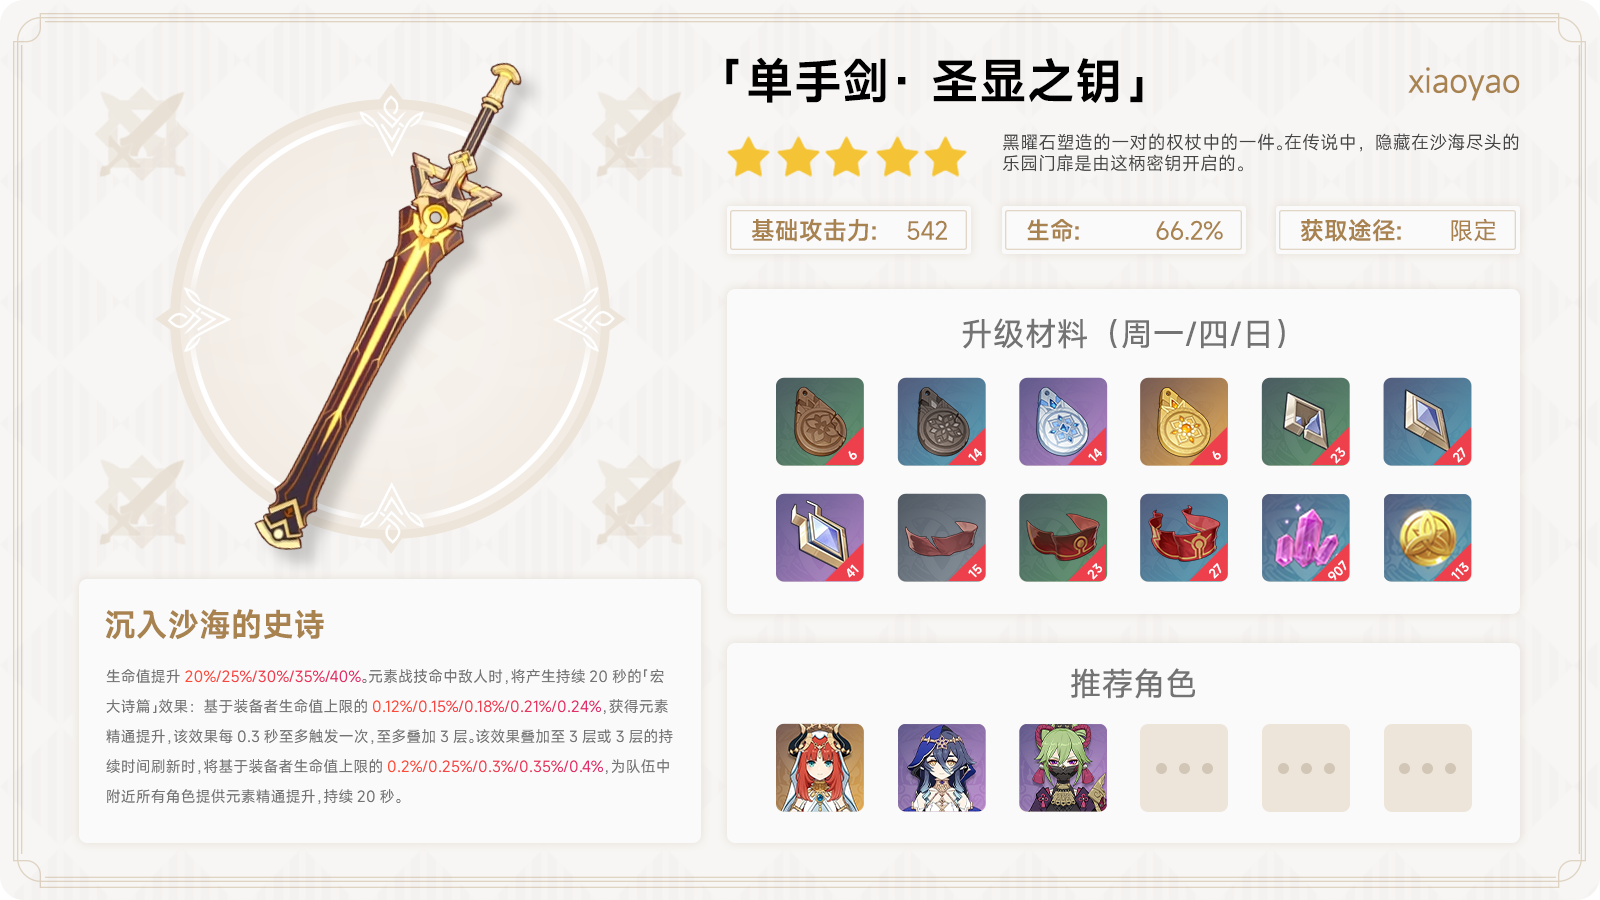 「单手剑· 圣显之钥」
xiaoyao
黑曜石塑造的一对的权杖中的一件。在传说中，隐藏在沙海尽头的
乐园门扉是由这柄密钥开启的。
基础攻击力: 542
生命: 66.2%
获取途径: 限定
升级材料（周一/四/日）
6 14 14 6 23 27
41 15 23 27 907 113
沉入沙海的史诗
生命值提升 20%/25%/30%/35%/40%。元素战技命中敌人时,将产生持续 20 秒的「宏
大诗篇」效果：基于装备者生命值上限的 0.12%/0.15%/0.18%/0.21%/0.24%,获得元素
精通提升,该效果每 0.3 秒至多触发一次,至多叠加 3 层。该效果叠加至 3 层或 3 层的持
续时间刷新时,将基于装备者生命值上限的 0.2%/0.25%/0.3%/0.35%/0.4%,为队伍中
附近所有角色提供元素精通提升,持续 20 秒。
推荐角色